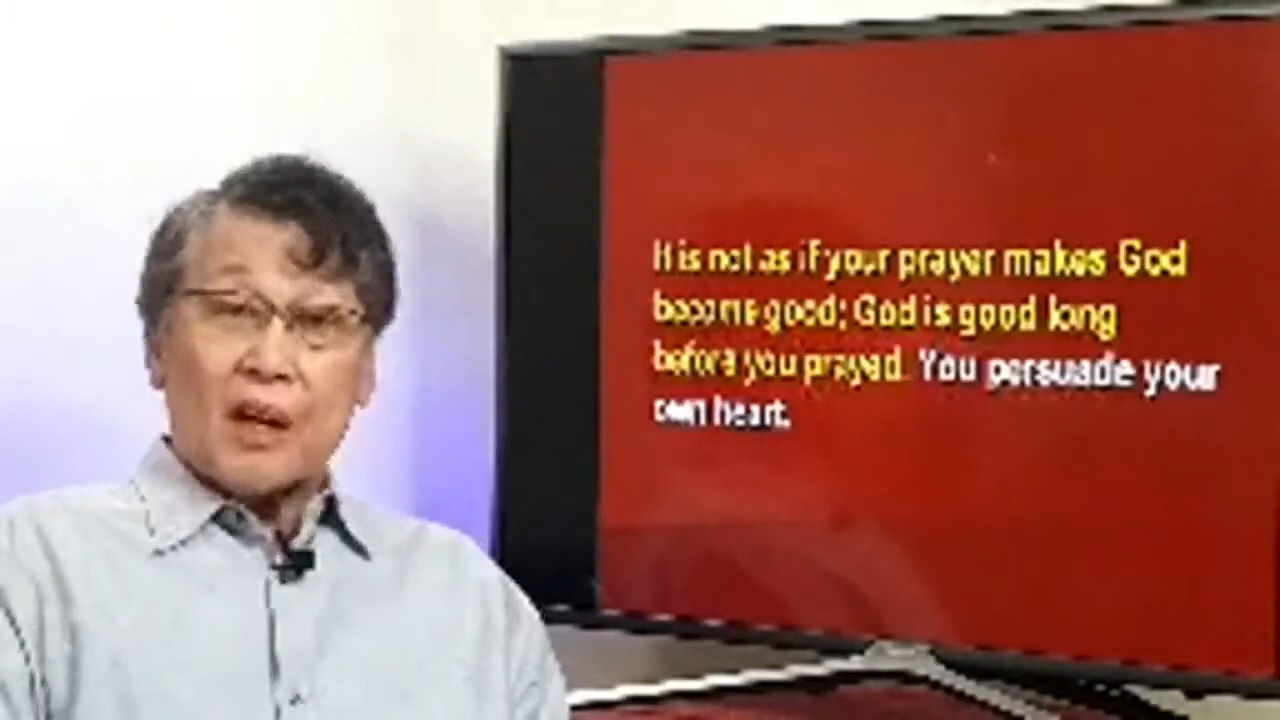 It is not as if your prayer makes God
become good; God is good long
before you prayed. You persuade your
own heart.